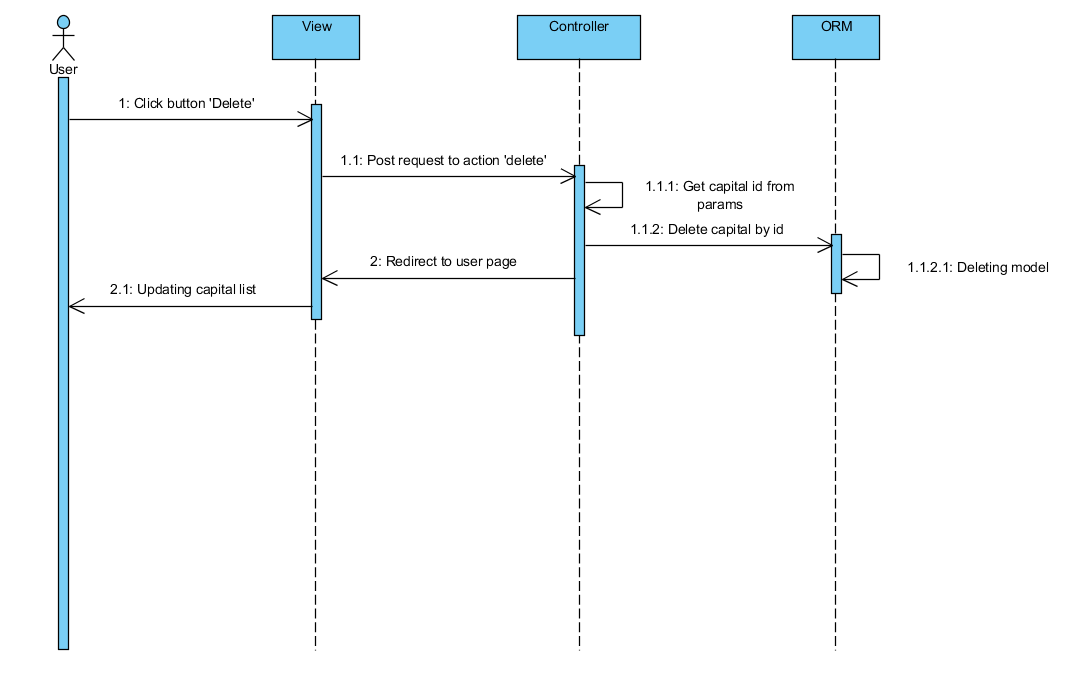 User
View
Controller
ORM
1: Click button 'Delete'
1.1: Post request to action 'delete'
1.1.1: Get capital id from
params
1.1.2: Delete capital by id
1.1.2.1: Deleting model
2: Redirect to user page
2.1: Updating capital list